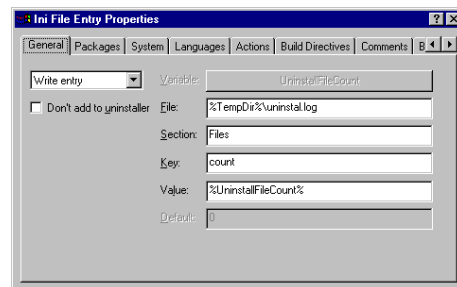 Ini File Entry Properties
General Packages System Languages Actions Build Directives Comments B
Write entry Variable: UninstallFileCount
Don't add to uninstaller File: %TempDir%\uninstal.log
Section: Files
Key: count
Value: %UninstallFileCount%
Default: 0